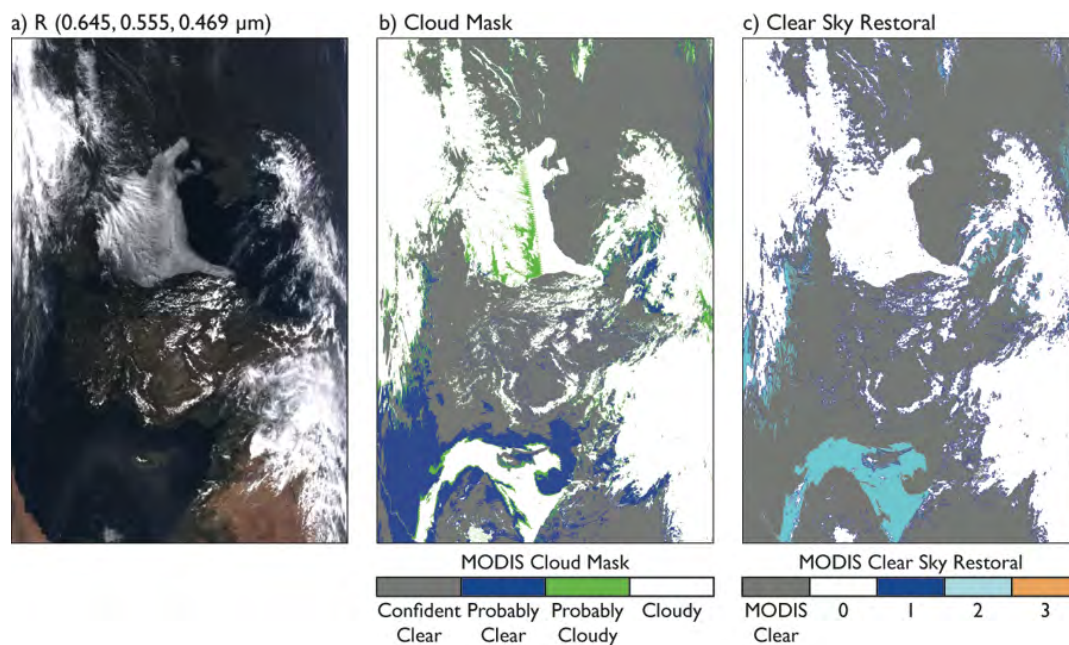 a) R (0.645, 0.555, 0.469 µm)
b) Cloud Mask
c) Clear Sky Restoral
MODIS Cloud Mask
Confident Clear
Probably Clear
Probably Cloudy
Cloudy
MODIS Clear Sky Restoral
MODIS Clear
0
1
2
3